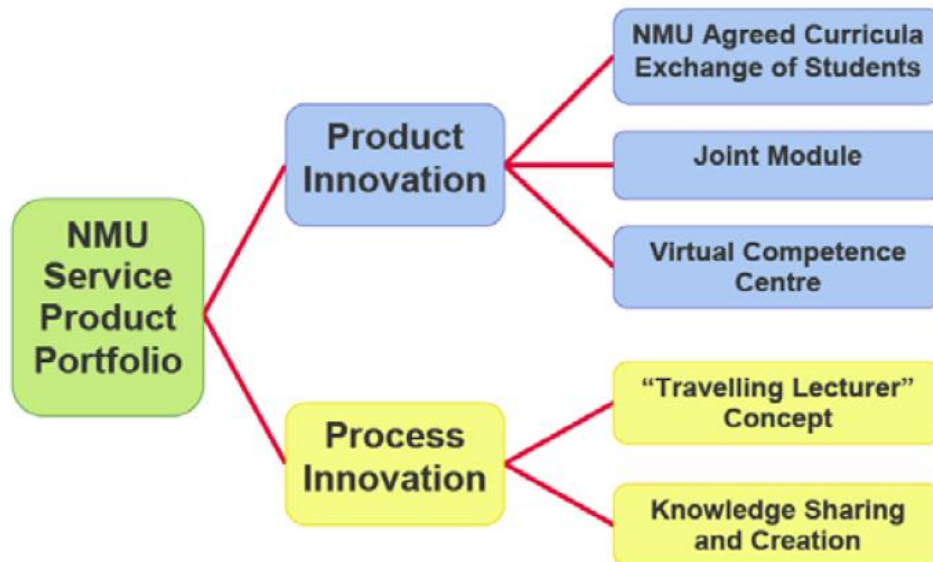 NMU
Service
Product
Portfolio
Product
Innovation
NMU Agreed Curricula
Exchange of Students
Joint Module
Virtual Competence
Centre
Process
Innovation
“Travelling Lecturer”
Concept
Knowledge Sharing
and Creation